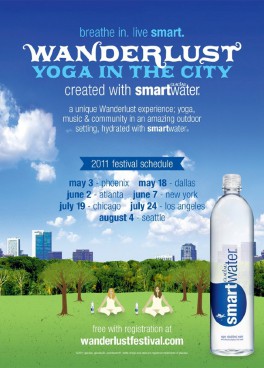 breathe in. live smart.
WANDERLUST
YOGA IN THE CITY
created with smartwater
a unique Wanderlust experience; yoga,
music & community in an amazing outdoor
setting, hydrated with smartwater.
2011 festival schedule
may 3 - phoenix may 18 - dallas
june 2 - atlanta june 7 - new york
july 19 - chicago july 24 - los angeles
august 4 - seattle
smartwater
free with registration at
wanderlustfestival.com